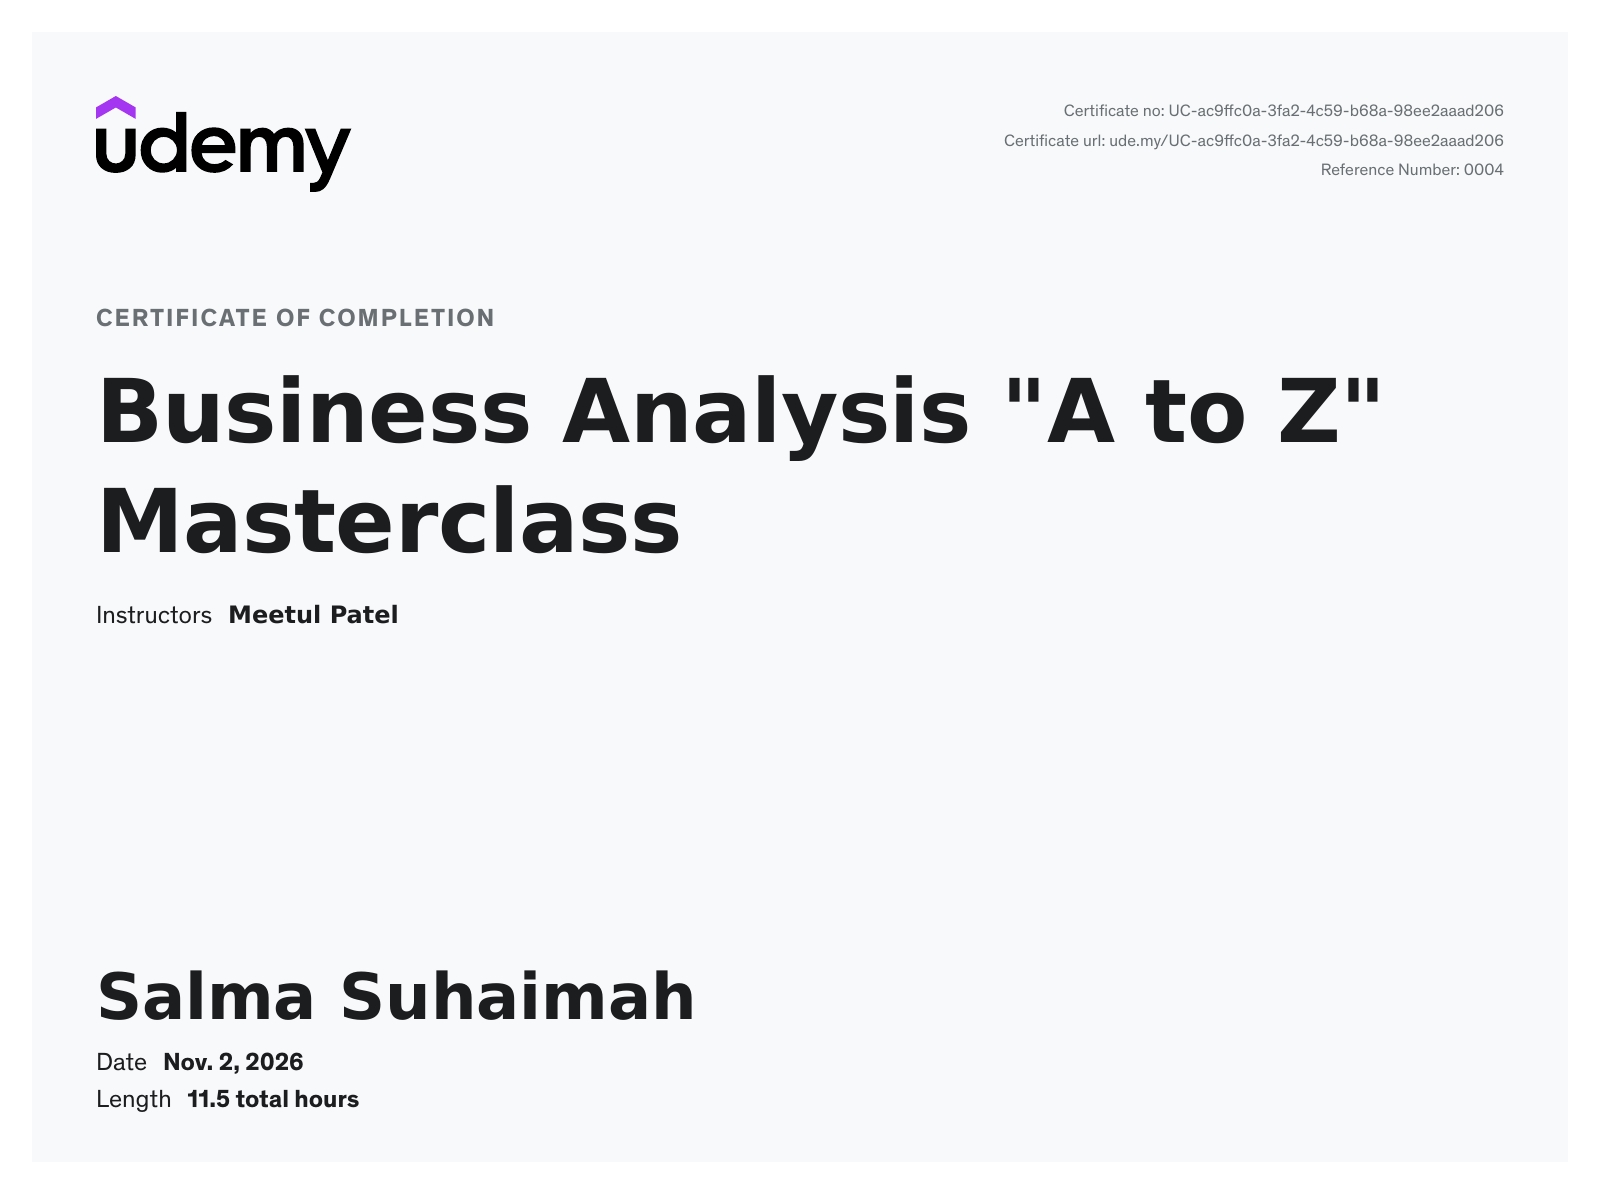 udemy
Certificate no: UC-ac9ffc0a-3fa2-4c59-b68a-98ee2aaad206
Certificate url: ude.my/UC-ac9ffc0a-3fa2-4c59-b68a-98ee2aaad206
Reference Number: 0004
CERTIFICATE OF COMPLETION
Business Analysis "A to Z"
Masterclass
Instructors Meetul Patel
Salma Suhaimah
Date Nov. 2, 2026
Length 11.5 total hours